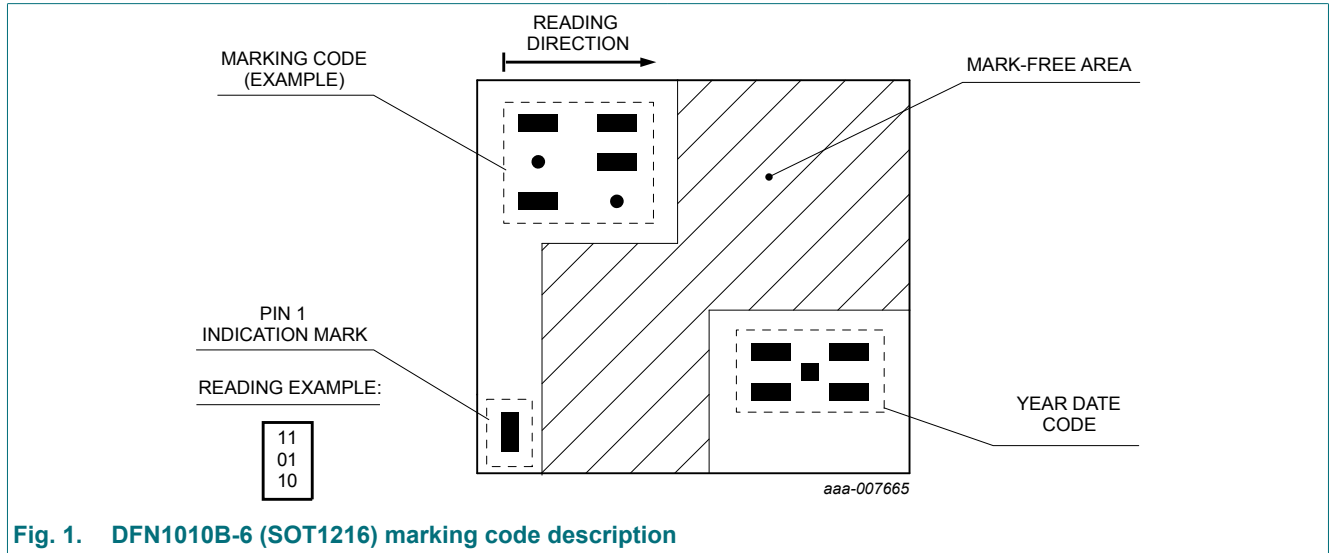 READING
DIRECTION
MARKING CODE
(EXAMPLE)
MARK-FREE AREA
PIN 1
INDICATION MARK
READING EXAMPLE:
11
01
10
YEAR DATE
CODE
aaa-007665
Fig. 1. DFN1010B-6 (SOT1216) marking code description